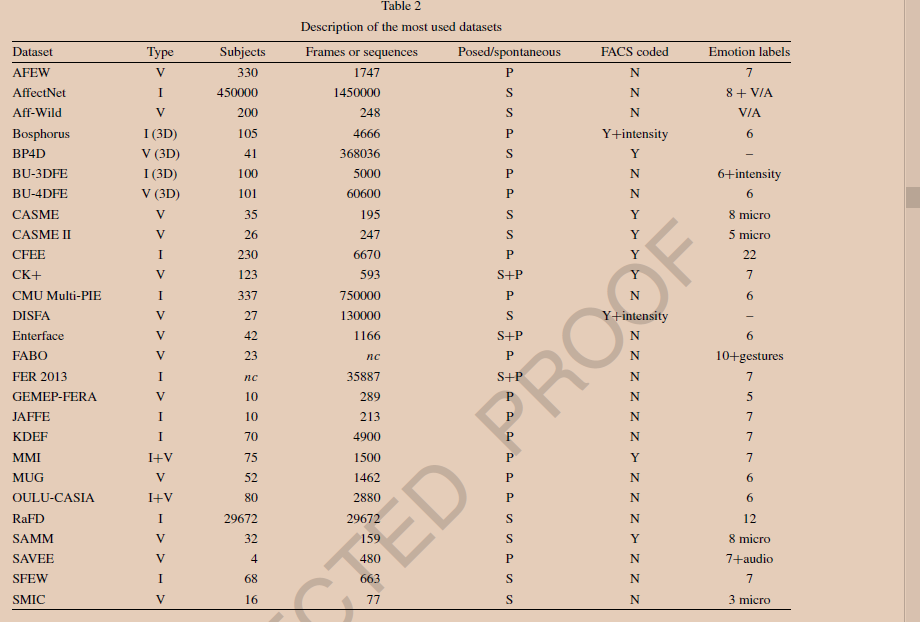 Table 2
Description of the most used datasets
Dataset Type Subjects Frames or sequences Posed/spontaneous FACS coded Emotion labels
AFEW V 330 1747 P N 7
AffectNet I 450000 1450000 S N 8 + V/A
Aff-Wild V 200 248 S N V/A
Bosphorus I (3D) 105 4666 P Y+intensity 6
BP4D V (3D) 41 368036 S Y –
BU-3DFE I (3D) 100 5000 P N 6+intensity
BU-4DFE V (3D) 101 60600 P N 6
CASME V 35 195 S Y 8 micro
CASME II V 26 247 S Y 5 micro
CFEE I 230 6670 P Y 22
CK+ V 123 593 S+P Y 7
CMU Multi-PIE I 337 750000 P N 6
DISFA V 27 130000 S Y+intensity –
Enterface V 42 1166 S+P N 6
FABO V 23 nc P N 10+gestures
FER 2013 I nc 35887 S+P N 7
GEMEP-FERA V 10 289 P N 5
JAFFE I 10 213 P N 7
KDEF I 70 4900 P N 7
MMI I+V 75 1500 P Y 7
MUG V 52 1462 P N 6
OULU-CASIA I+V 80 2880 P N 6
RaFD I 29672 29672 S N 12
SAMM V 32 159 S Y 8 micro
SAVEE V 4 480 P N 7+audio
SFEW I 68 663 S N 7
SMIC V 16 77 S N 3 micro
ECTED PROOF